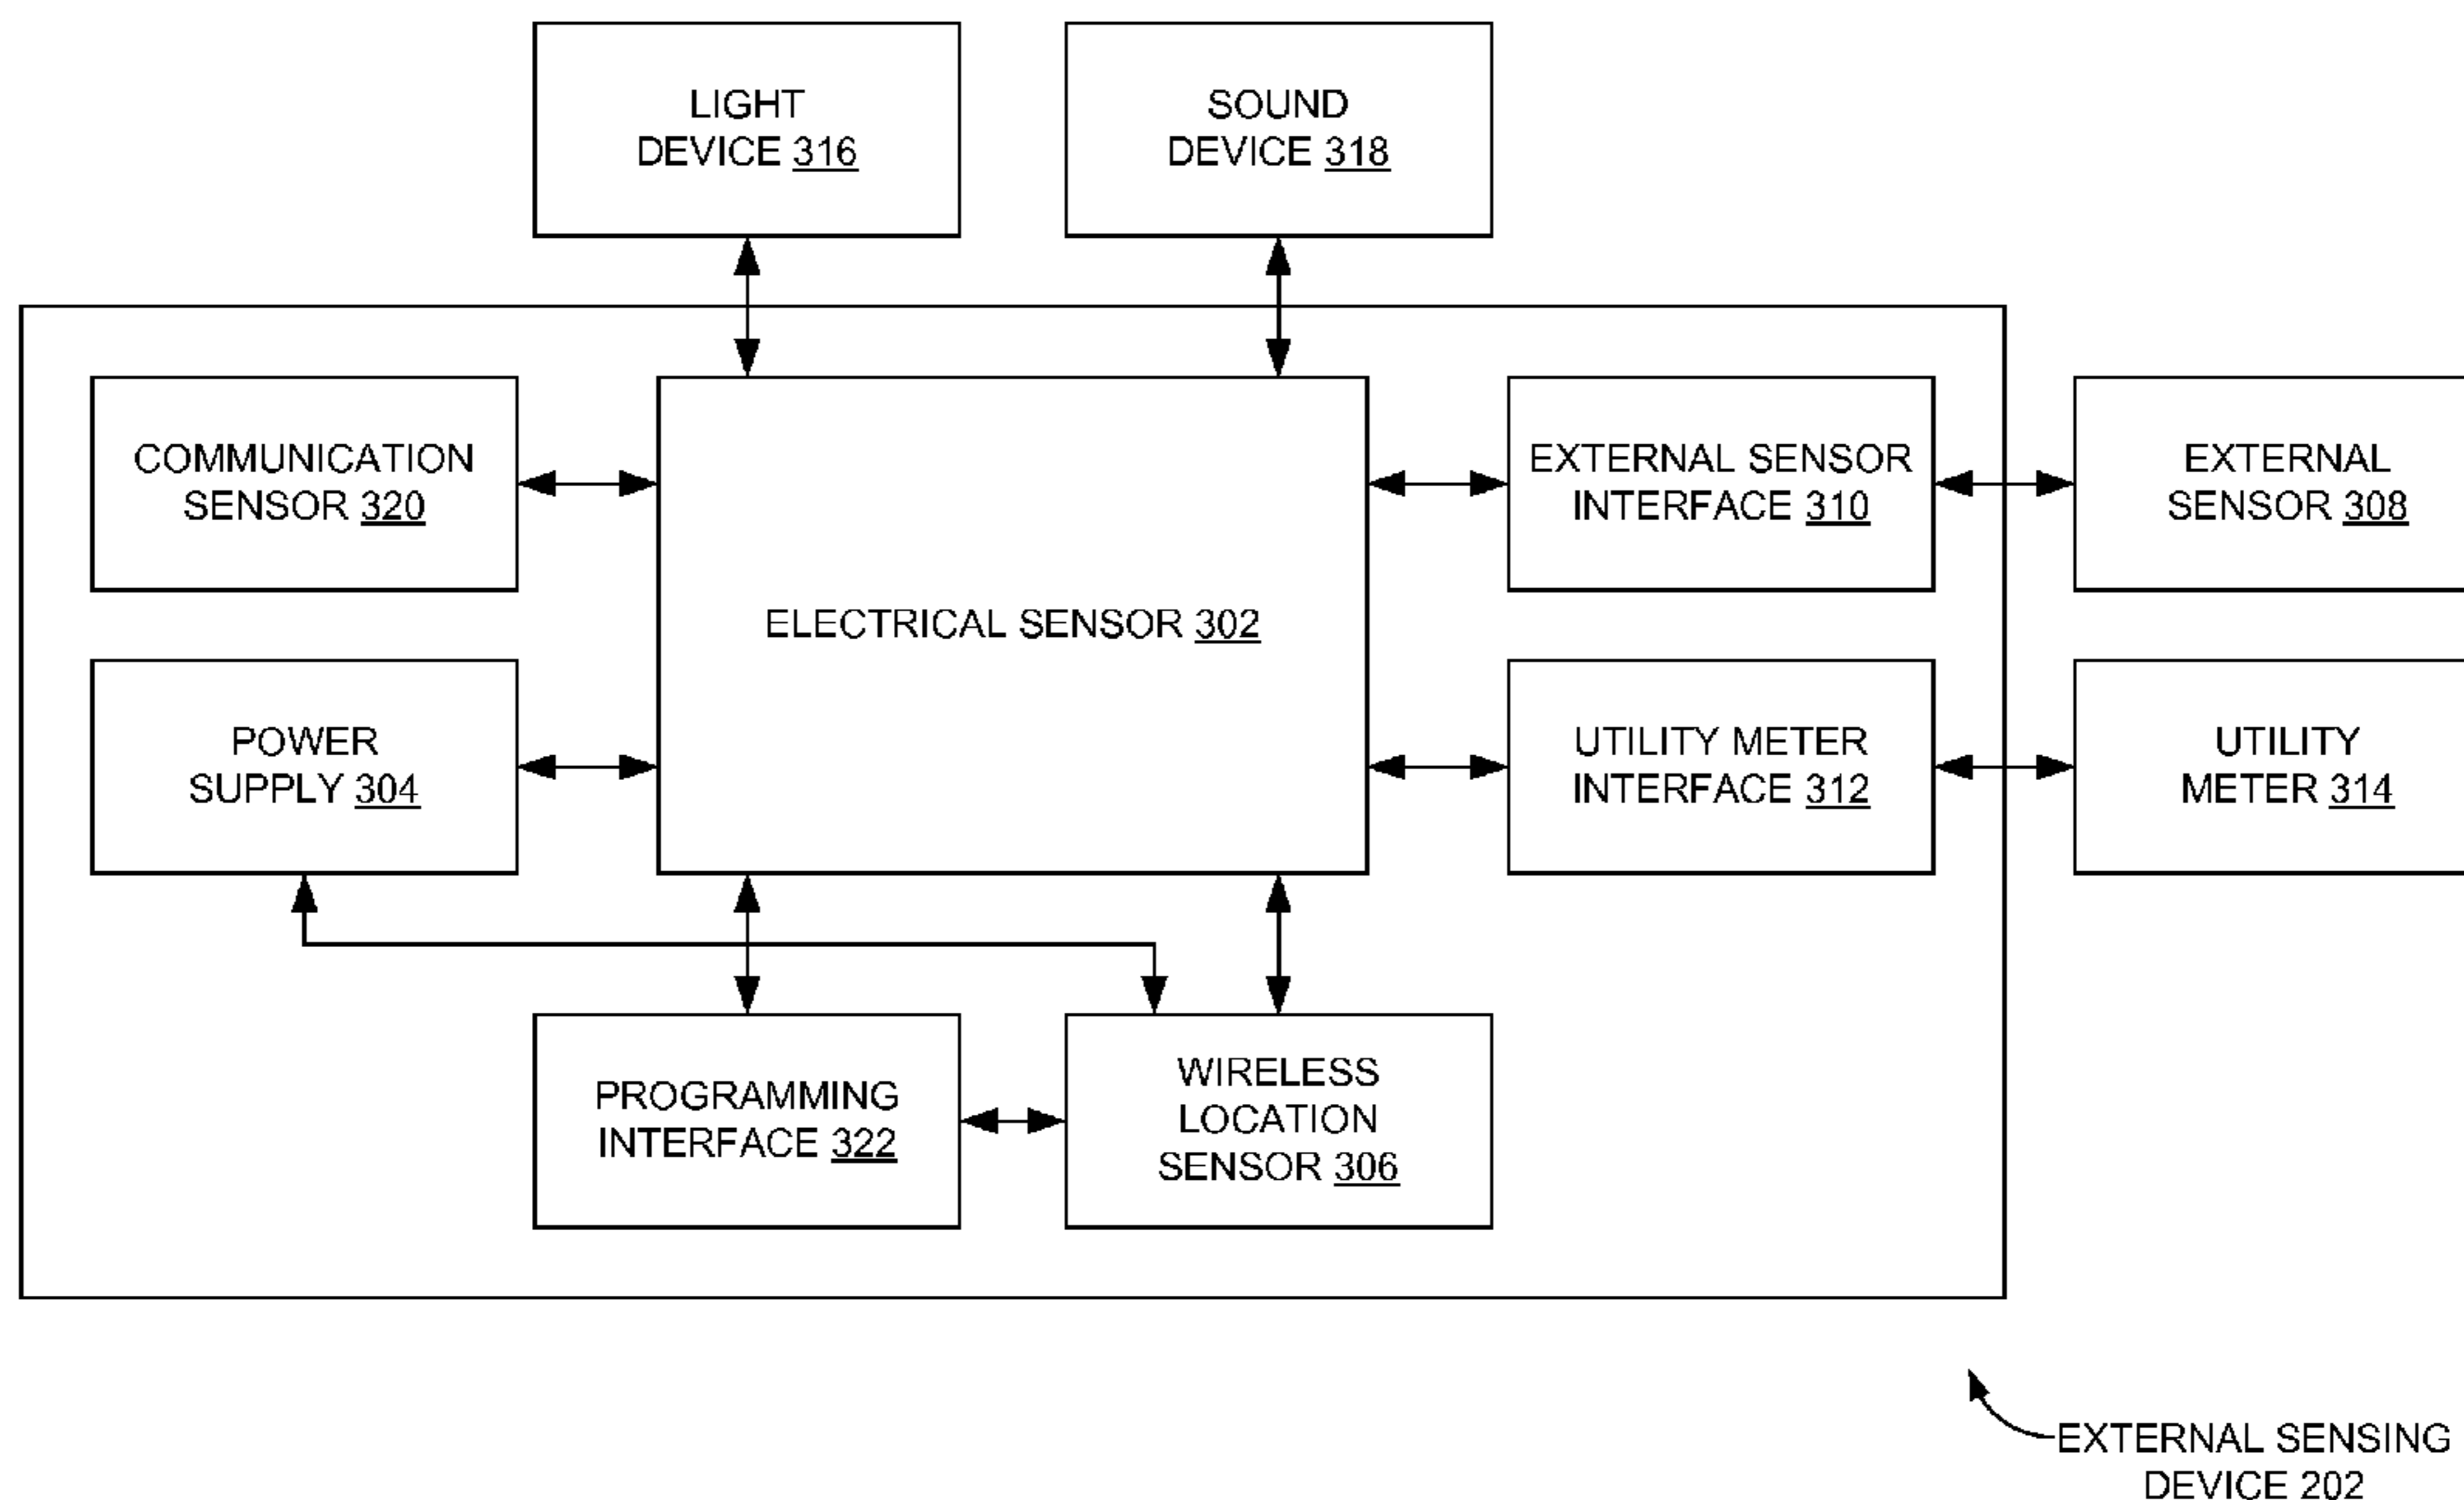 LIGHT
DEVICE 316
SOUND
DEVICE 318
COMMUNICATION
SENSOR 320
ELECTRICAL SENSOR 302
EXTERNAL SENSOR
INTERFACE 310
EXTERNAL
SENSOR 308
POWER
SUPPLY 304
UTILITY METER
INTERFACE 312
UTILITY
METER 314
PROGRAMMING
INTERFACE 322
WIRELESS
LOCATION
SENSOR 306
EXTERNAL SENSING
DEVICE 202